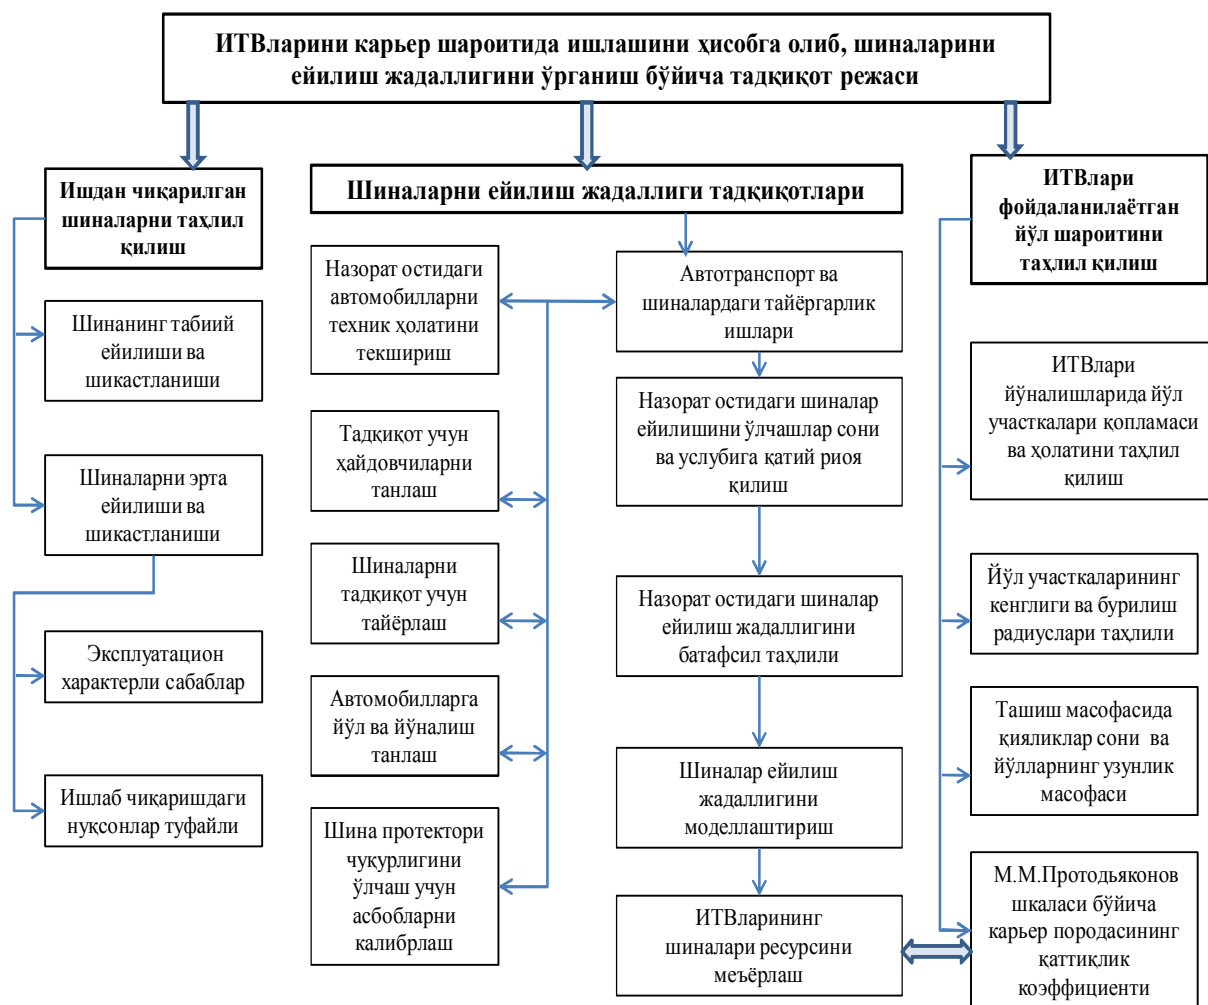 ИТВларини карьер шароитида ишлашини ҳисобга олиб, шиналарини
ейилиш жадаллигини ўрганиш бўйича тадқиқот режаси
Ишдан чиқарилган
шиналарни таҳлил
қилиш
Шинанинг табиий
ейилиши ва
шикастланиши
Шиналарни эрта
ейилиши ва
шикастланиши
Эксплуатацион
характерли сабаблар
Ишлаб чиқаришдаги
нуқсонлар туфайли
Шиналарни ейилиш жадаллиги тадқиқотлари
Назорат остидаги
автомобилларни
техник ҳолатини
текшириш
Тадқиқот учун
ҳайдовчиларни
танлаш
Шиналарни
тадқиқот учун
тайёрлаш
Автомобилларга
йўл ва йўналиш
танлаш
Шина протектори
чуқурлигини
ўлчаш учун
асбобларни
калибрлаш
Автотранспорт ва
шиналардаги тайёргарлик
ишлари
Назорат остидаги шиналар
ейилишини ўлчашлар сони
ва услубига қатий риоя
қилиш
Назорат остидаги шиналар
ейилиш жадаллигини
батафсил таҳлили
Шиналар ейилиш
жадаллигини
моделлаштириш
ИТВларининг
шиналари ресурсини
меъёрлаш
ИТВлари
фойдаланилаётган
йўл шароитини
таҳлил қилиш
ИТВлари
йўналишларида йўл
участкалари қопламаси
ва ҳолатини таҳлил
қилиш
Йўл участкаларининг
кенглиги ва бурилиш
радиуслари таҳлили
Ташиш масофасида
қияликлар сони ва
йўлларнинг узунлик
масофаси
М.М.Протодьяконов
шкаласи бўйича
карьер породасининг
қаттиқлик
коэффициенти